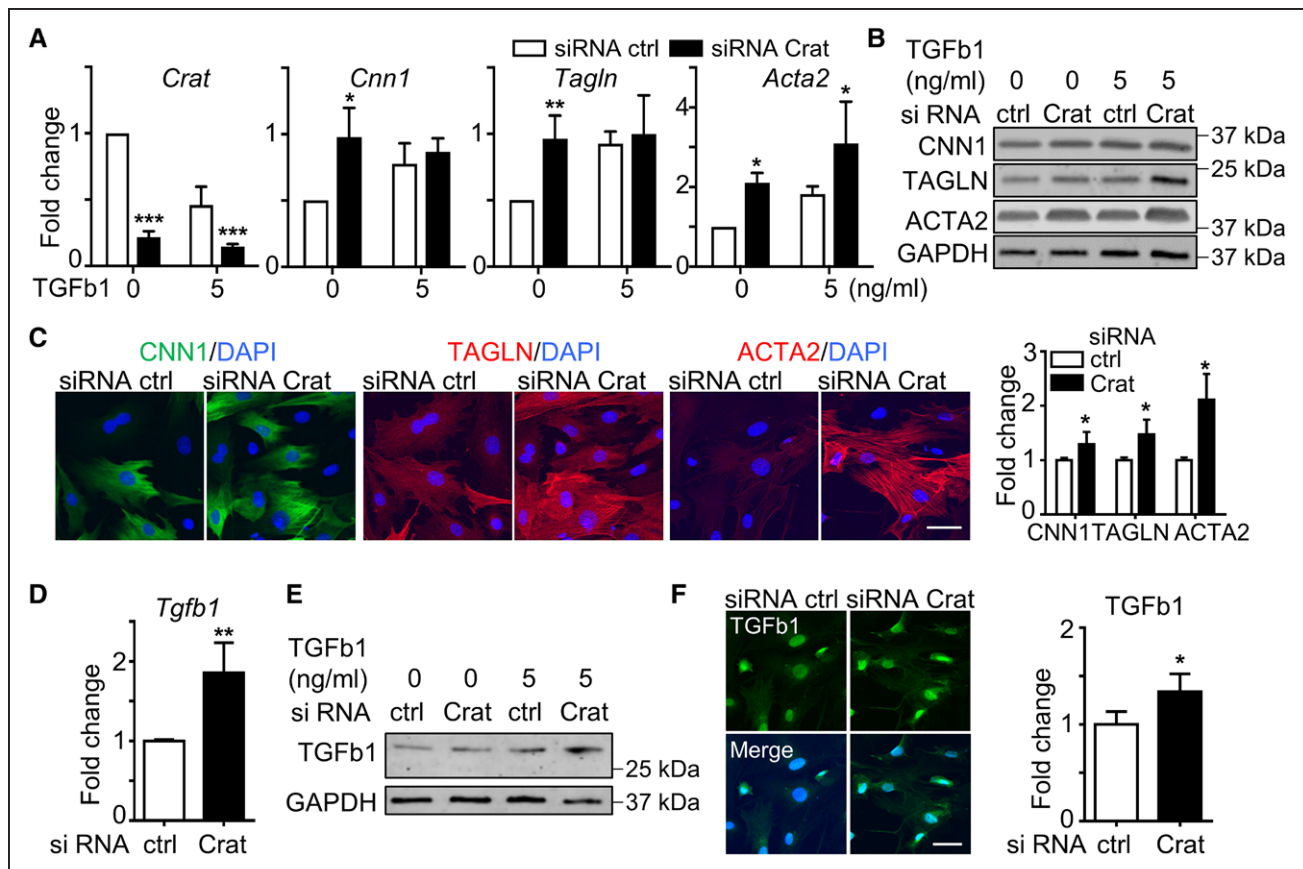 A
siRNA ctrl siRNA Crat
Crat Cnn1 Tagln Acta2
Fold change
1
0
***
***
1
0
*
1
0
**
4
2
0
*
*
TGFb1 0 5 0 5 0 5 0 5 (ng/ml)
B
TGFb1
(ng/ml) 0 0 5 5
si RNA ctrl Crat ctrl Crat
CNN1 37 kDa
25 kDa
TAGLN
ACTA2 37 kDa
GAPDH 37 kDa
C
CNN1/DAPI TAGLN/DAPI ACTA2/DAPI
siRNA ctrl siRNA Crat siRNA ctrl siRNA Crat siRNA ctrl siRNA Crat
siRNA
ctrl
Crat
Fold change
3
2
1
0
* * *
CNN1 TAGLN ACTA2
D
Tgfb1
Fold change
2
1
0
**
si RNA ctrl Crat
E
TGFb1
(ng/ml) 0 0 5 5
si RNA ctrl Crat ctrl Crat
TGFb1
25 kDa
GAPDH 37 kDa
F
siRNA ctrl siRNA Crat
TGFb1
Merge
TGFb1
Fold change
2
1
0
*
si RNA ctrl Crat